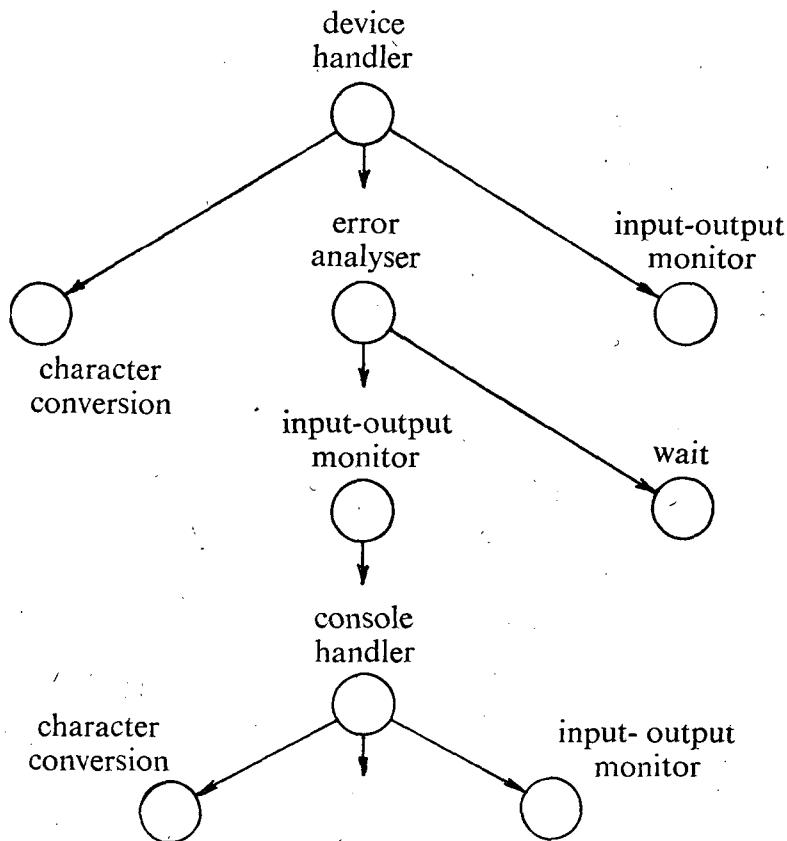 device
handler
error
analyser
input-output
monitor
character
conversion
input-output
monitor
wait
console
handler
character
conversion
input- output
monitor